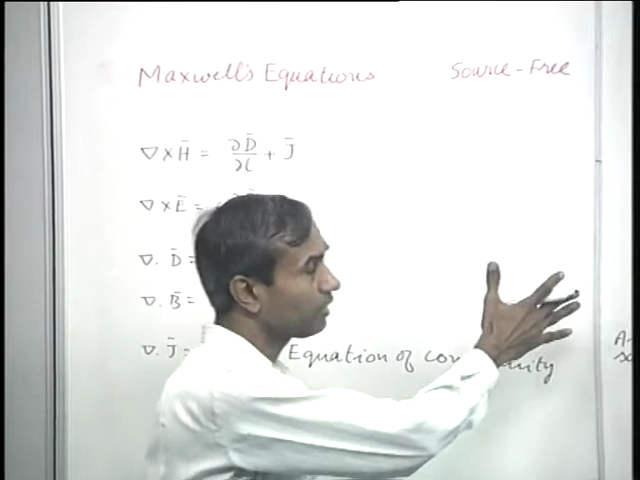 Maxwell's Equations Source-Free
∇ × H̄ = ∂D̄/∂t + J̄
∇ × Ē =
∇. D̄ =
∇. B̄ =
∇. J̄ = Equation of